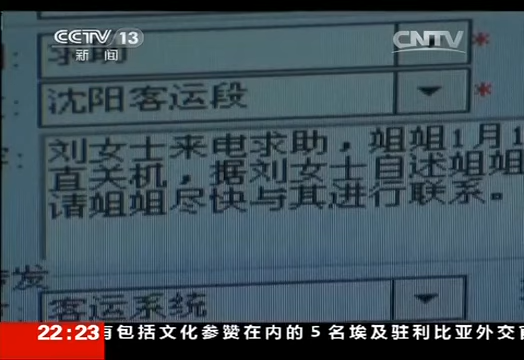 CCTV 13
新闻
CNTV
求助
*
沈阳客运段
*
刘女士来电求助，姐姐1月1
直关机，据刘女士自述姐姐
请姐姐尽快与其进行联系。
发
客运系统
22:23
有包括文化参赞在内的5名埃及驻利比亚外交